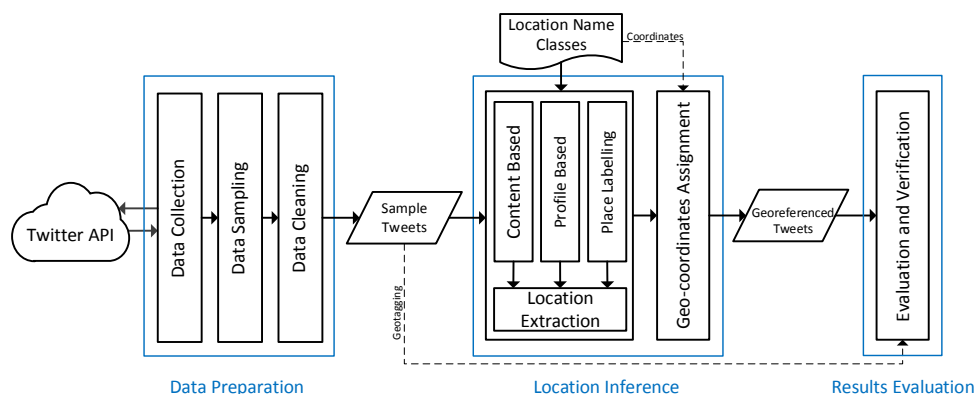 Location Name
Classes
Coordinates
Twitter API
Data Collection
Data Sampling
Data Cleaning
Sample
Tweets
Geotagging
Content Based
Profile Based
Place Labelling
Location
Extraction
Geo-coordinates Assignment
Georeferenced
Tweets
Evaluation and Verification
Data Preparation
Location Inference
Results Evaluation